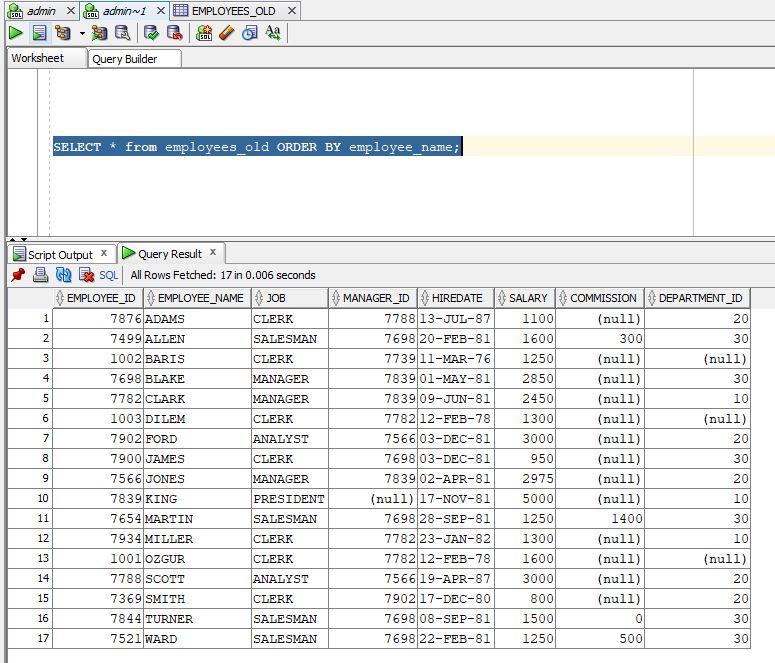 admin admin~1 EMPLOYEES_OLD
Worksheet Query Builder
SELECT * from employees_old ORDER BY employee_name;
Script Output Query Result
SQL All Rows Fetched: 17 in 0.006 seconds
EMPLOYEE_ID EMPLOYEE_NAME JOB MANAGER_ID HIREDATE SALARY COMMISSION DEPARTMENT_ID
1 7876 ADAMS CLERK 7788 13-JUL-87 1100 (null) 20
2 7499 ALLEN SALESMAN 7698 20-FEB-81 1600 300 30
3 1002 BARIS CLERK 7739 11-MAR-76 1250 (null) (null)
4 7698 BLAKE MANAGER 7839 01-MAY-81 2850 (null) 30
5 7782 CLARK MANAGER 7839 09-JUN-81 2450 (null) 10
6 1003 DILEM CLERK 7782 12-FEB-78 1300 (null) (null)
7 7902 FORD ANALYST 7566 03-DEC-81 3000 (null) 20
8 7900 JAMES CLERK 7698 03-DEC-81 950 (null) 30
9 7566 JONES MANAGER 7839 02-APR-81 2975 (null) 20
10 7839 KING PRESIDENT (null) 17-NOV-81 5000 (null) 10
11 7654 MARTIN SALESMAN 7698 28-SEP-81 1250 1400 30
12 7934 MILLER CLERK 7782 23-JAN-82 1300 (null) 10
13 1001 OZGUR CLERK 7782 12-FEB-78 1600 (null) (null)
14 7788 SCOTT ANALYST 7566 19-APR-87 3000 (null) 20
15 7369 SMITH CLERK 7902 17-DEC-80 800 (null) 20
16 7844 TURNER SALESMAN 7698 08-SEP-81 1500 0 30
17 7521 WARD SALESMAN 7698 22-FEB-81 1250 500 30